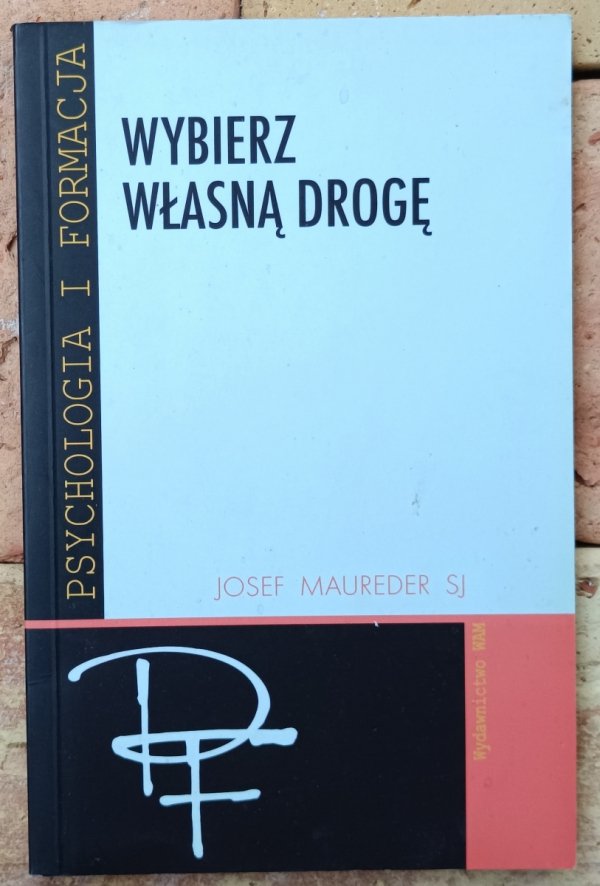 PSYCHOLOGIA I FORMACJA
WYBIERZ
WŁASNĄ DROGĘ
JOSEF MAUREDER SJ
Wydawnictwo WAM
PF